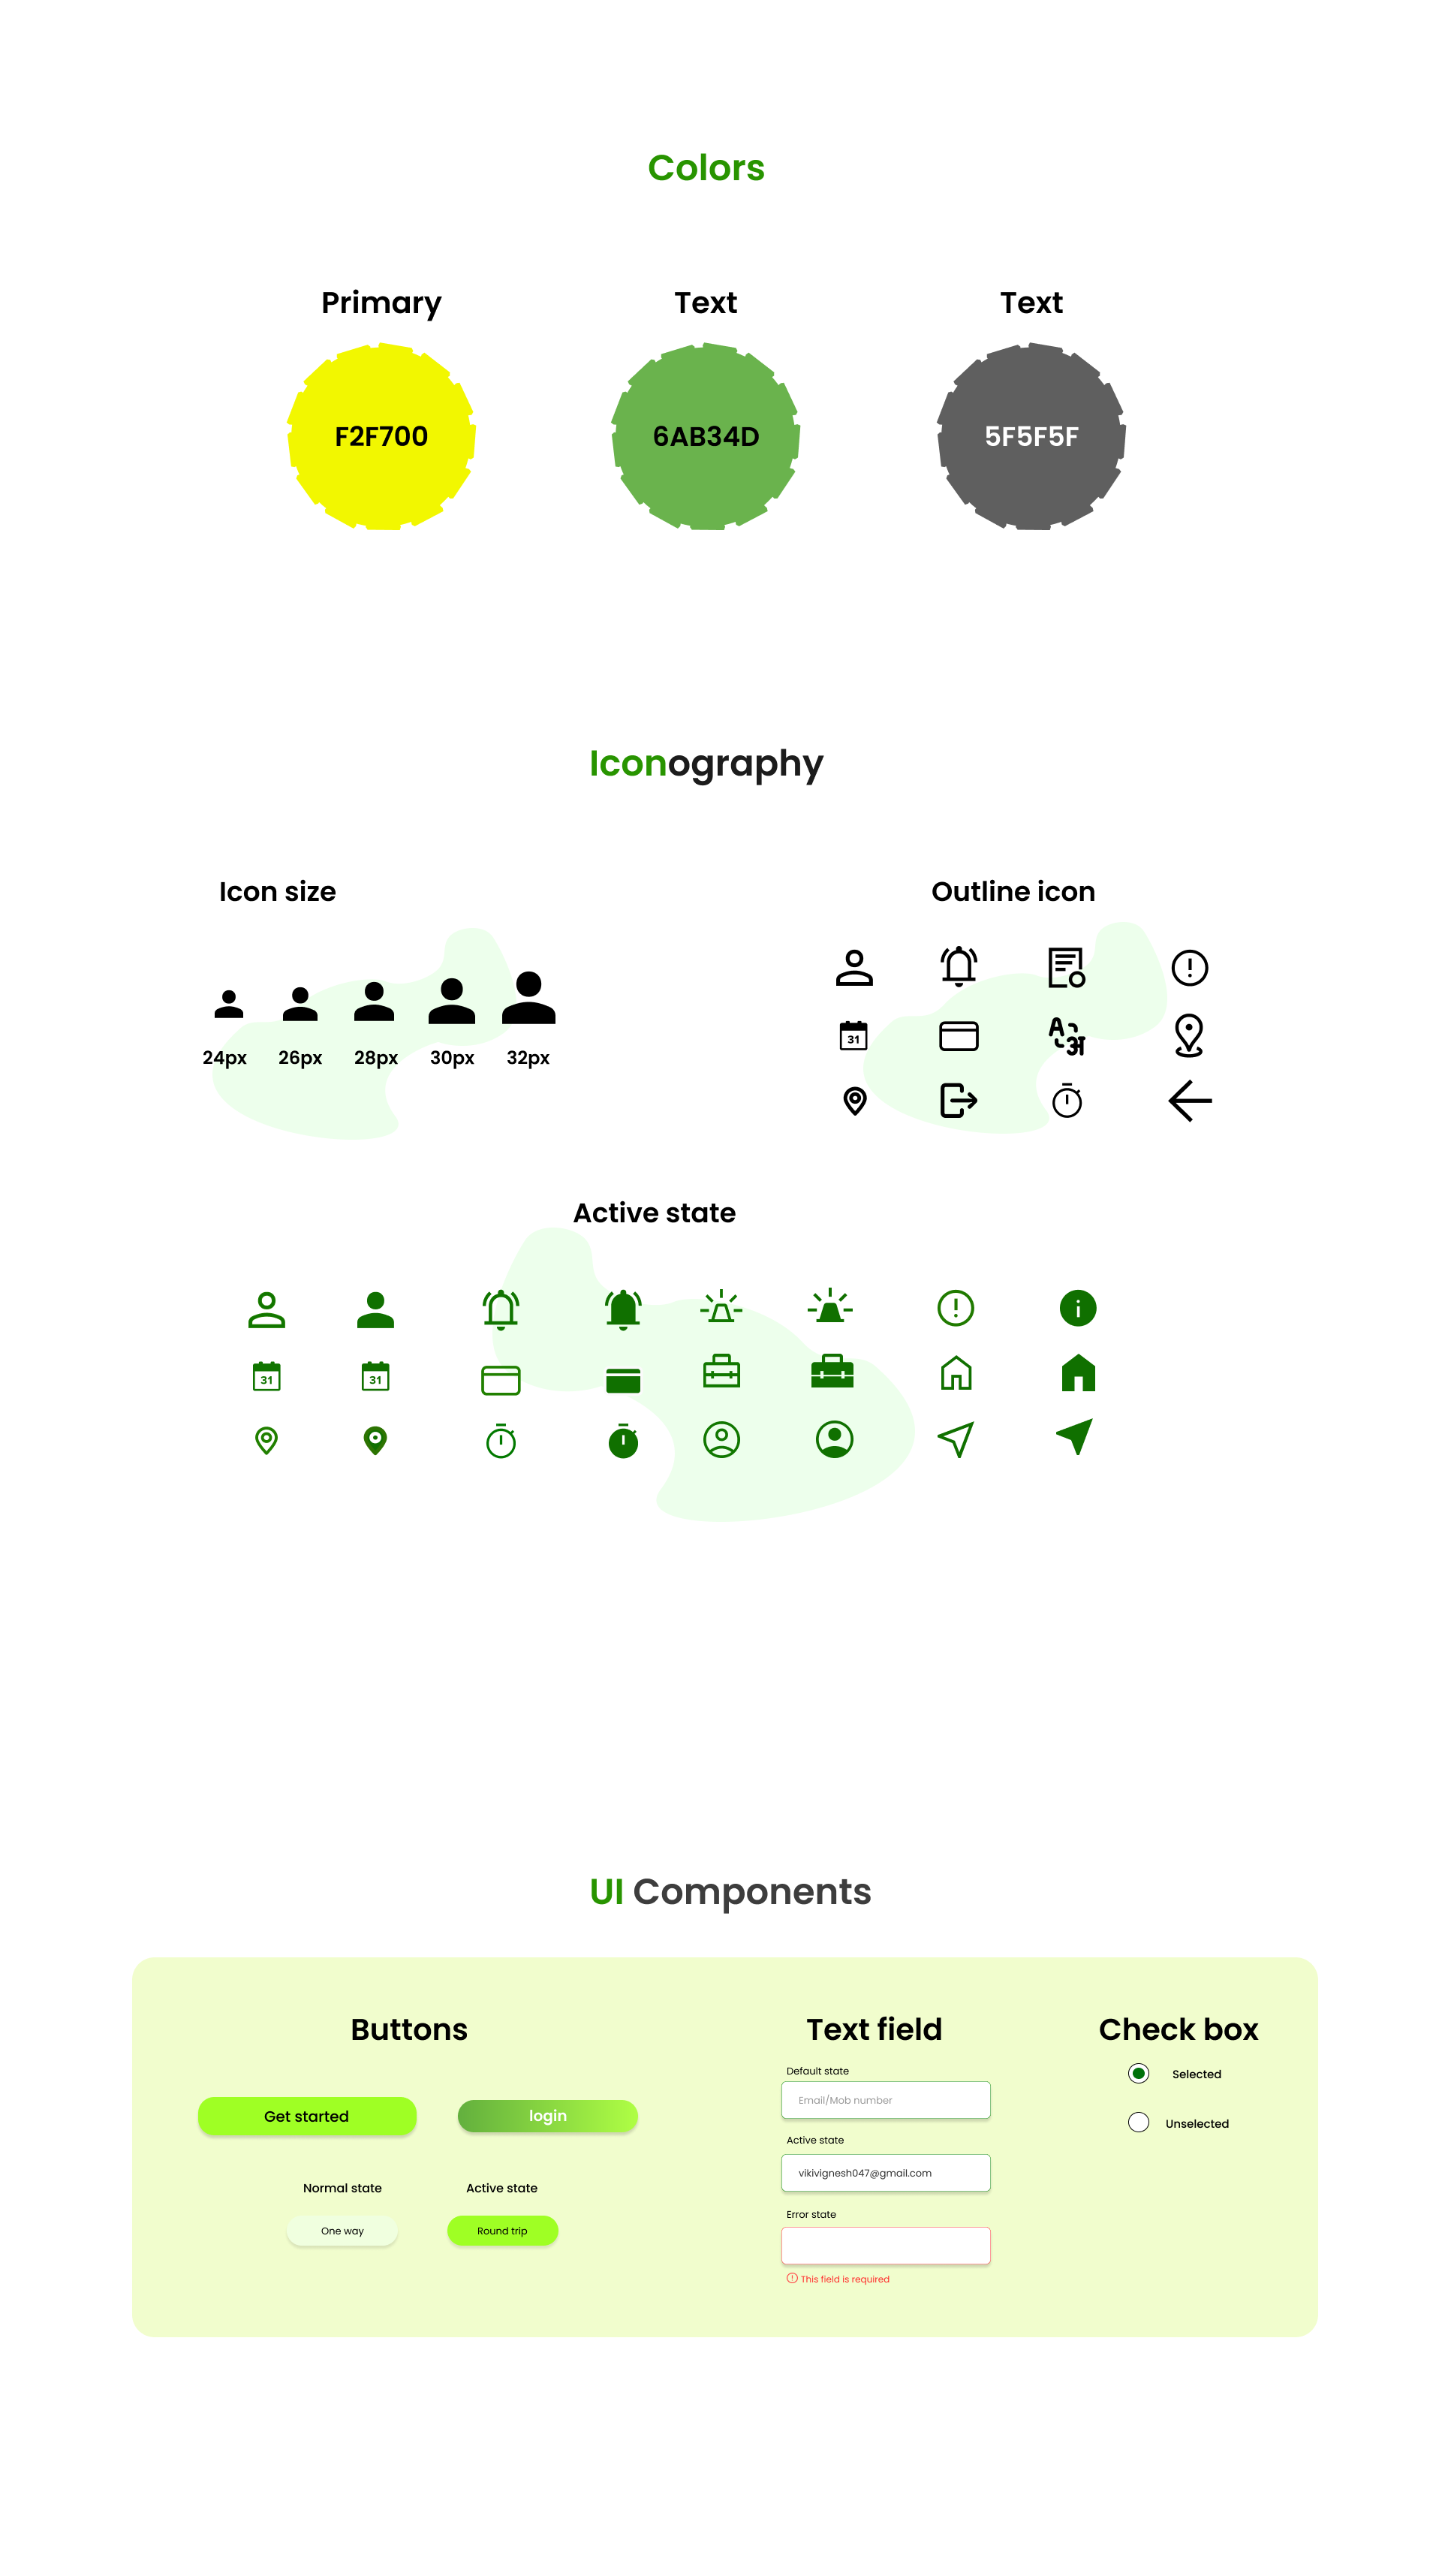 Colors
Primary
Text
Text
F2F700
6AB34D
5F5F5F
Iconography
Icon size
24px
26px
28px
30px
32px
Outline icon
31
A
अ
Active state
31
31
UI Components
Buttons
Get started
login
Normal state
Active state
One way
Round trip
Text field
Default state
Email/Mob number
Active state
vikivignesh047@gmail.com
Error state
This field is required
Check box
Selected
Unselected